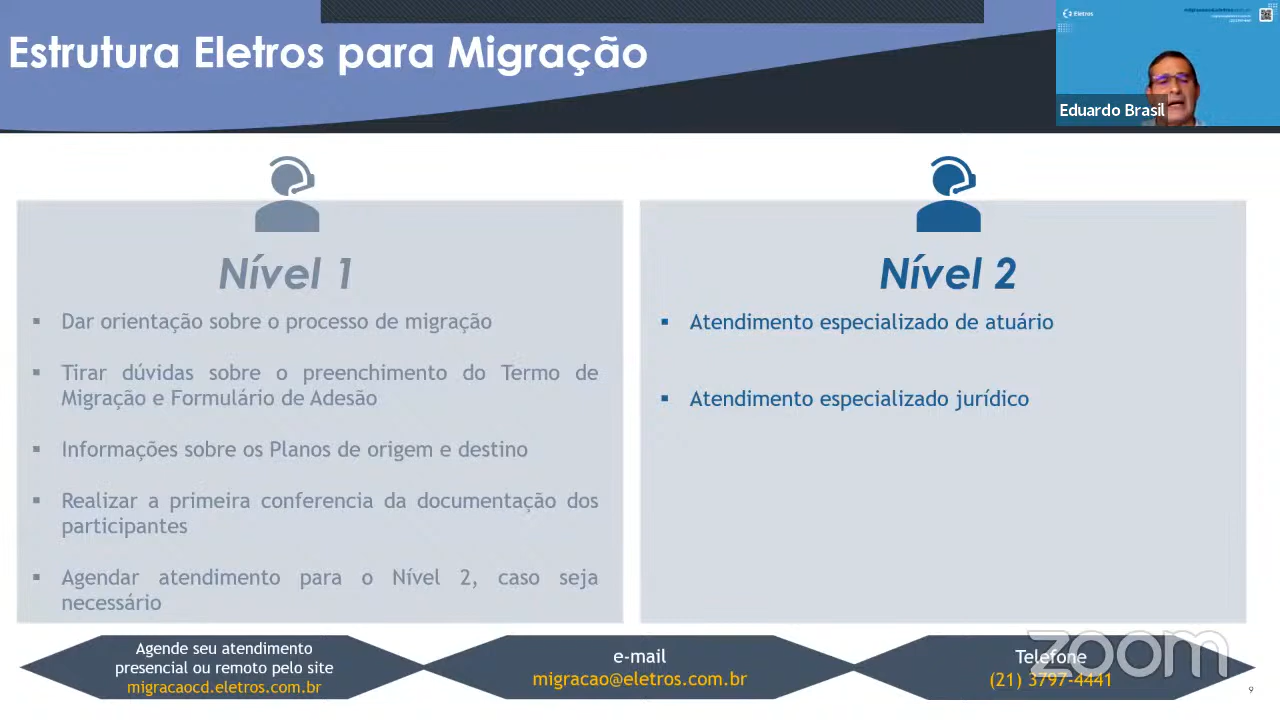 Estrutura Eletros para Migração
Eletros
Eduardo Brasil
Nível 1
▪ Dar orientação sobre o processo de migração
▪ Tirar dúvidas sobre o preenchimento do Termo de
Migração e Formulário de Adesão
▪ Informações sobre os Planos de origem e destino
▪ Realizar a primeira conferencia da documentação dos
participantes
▪ Agendar atendimento para o Nível 2, caso seja
necessário
Nível 2
▪ Atendimento especializado de atuário
▪ Atendimento especializado jurídico
Agende seu atendimento
presencial ou remoto pelo site
migracaocd.eletros.com.br
e-mail
migracao@eletros.com.br
Telefone
(21) 3797-4441
zoom
9